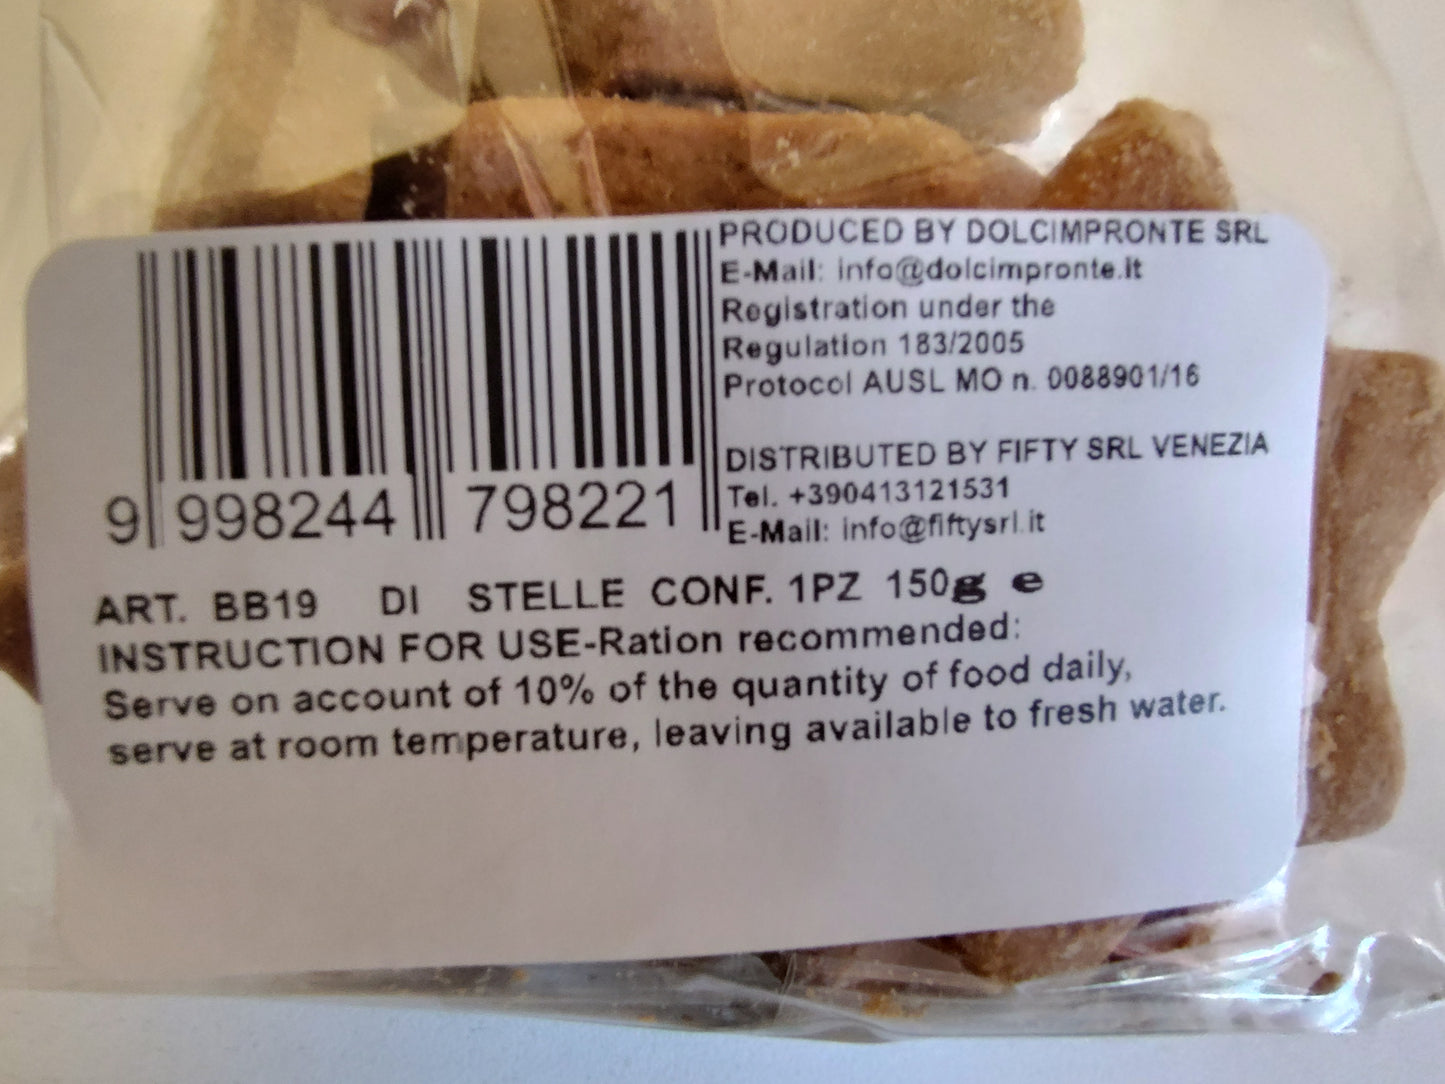 PRODUCED BY DOLCIMPRONTE SRL
E-Mail: info@dolcimpronte.it
Registration under the
Regulation 183/2005
Protocol AUSL MO n. 0088901/16
DISTRIBUTED BY FIFTY SRL VENEZIA
Tel. +390413121531
E-Mail: info@fiftysrl.it
9 998244 798221
ART. BB19 DI STELLE CONF. 1PZ 150g e
INSTRUCTION FOR USE-Ration recommended:
Serve on account of 10% of the quantity of food daily,
serve at room temperature, leaving available to fresh water.